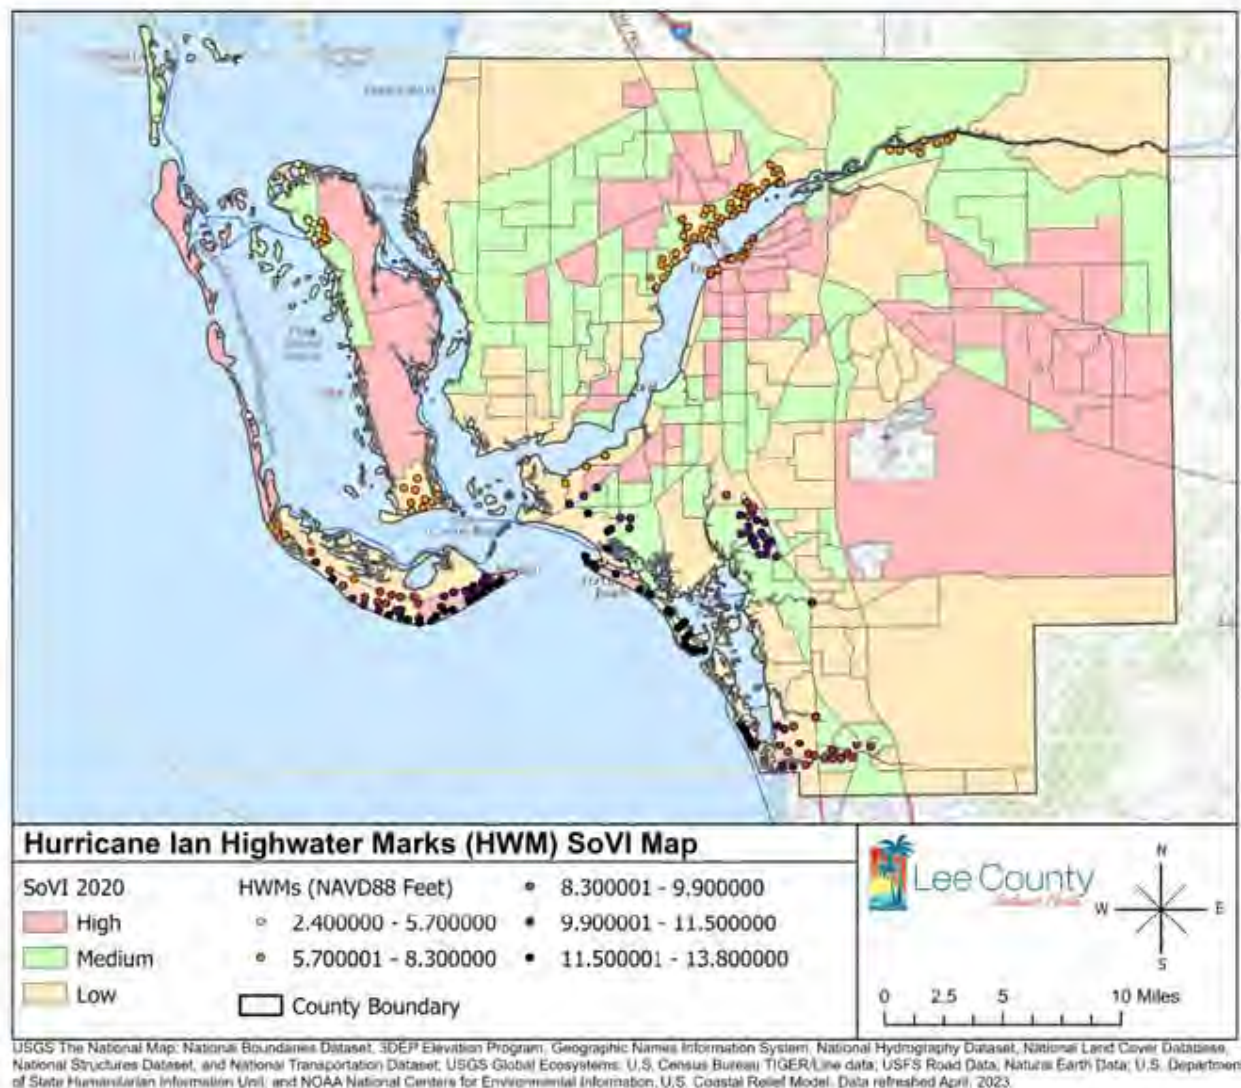 Hurricane Ian Highwater Marks (HWM) SoVI Map
SoVI 2020
High
Medium
Low
HWMs (NAVD88 Feet)
2.400000 - 5.700000
5.700001 - 8.300000
8.300001 - 9.900000
9.900001 - 11.500000
11.500001 - 13.800000
County Boundary
Lee County
Southwest Florida
N
W E
S
0 2.5 5 10 Miles
USGS The National Map: National Boundaries Dataset, 3DEP Elevation Program, Geographic Names Information System, National Hydrography Dataset, National Land Cover Database,
National Structures Dataset, and National Transportation Dataset; USGS Global Ecosystems; U.S. Census Bureau TIGER/Line data; USFS Road Data; Natural Earth Data; U.S. Department
of State Humanitarian Information Unit; and NOAA National Centers for Environmental Information, U.S. Coastal Relief Model. Data refreshed April, 2023.